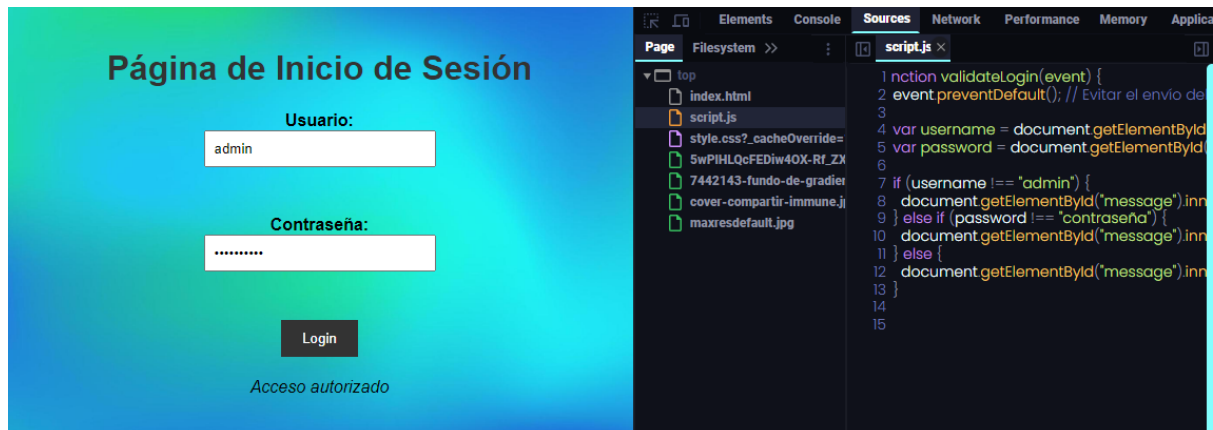 Página de Inicio de Sesión
Usuario:
admin
Contraseña:
••••••••••
Login
Acceso autorizado
Elements Console Sources Network Performance Memory Applica
Page Filesystem >>
script.js ×
top
index.html
script.js
style.css?_cacheOverride=
5wPIHLQcFEDiw4OX-Rf_ZX
7442143-fundo-de-gradier
cover-compartir-immune.j
maxresdefault.jpg
1 nction validateLogin(event) {
2 event.preventDefault(); // Evitar el envío del
3
4 var username = document.getElementById
5 var password = document.getElementById(
6
7 if (username !== "admin") {
8 document.getElementById("message").inn
9 } else if (password !== "contraseña") {
10 document.getElementById("message").inn
11 } else {
12 document.getElementById("message").inn
13 }
14
15